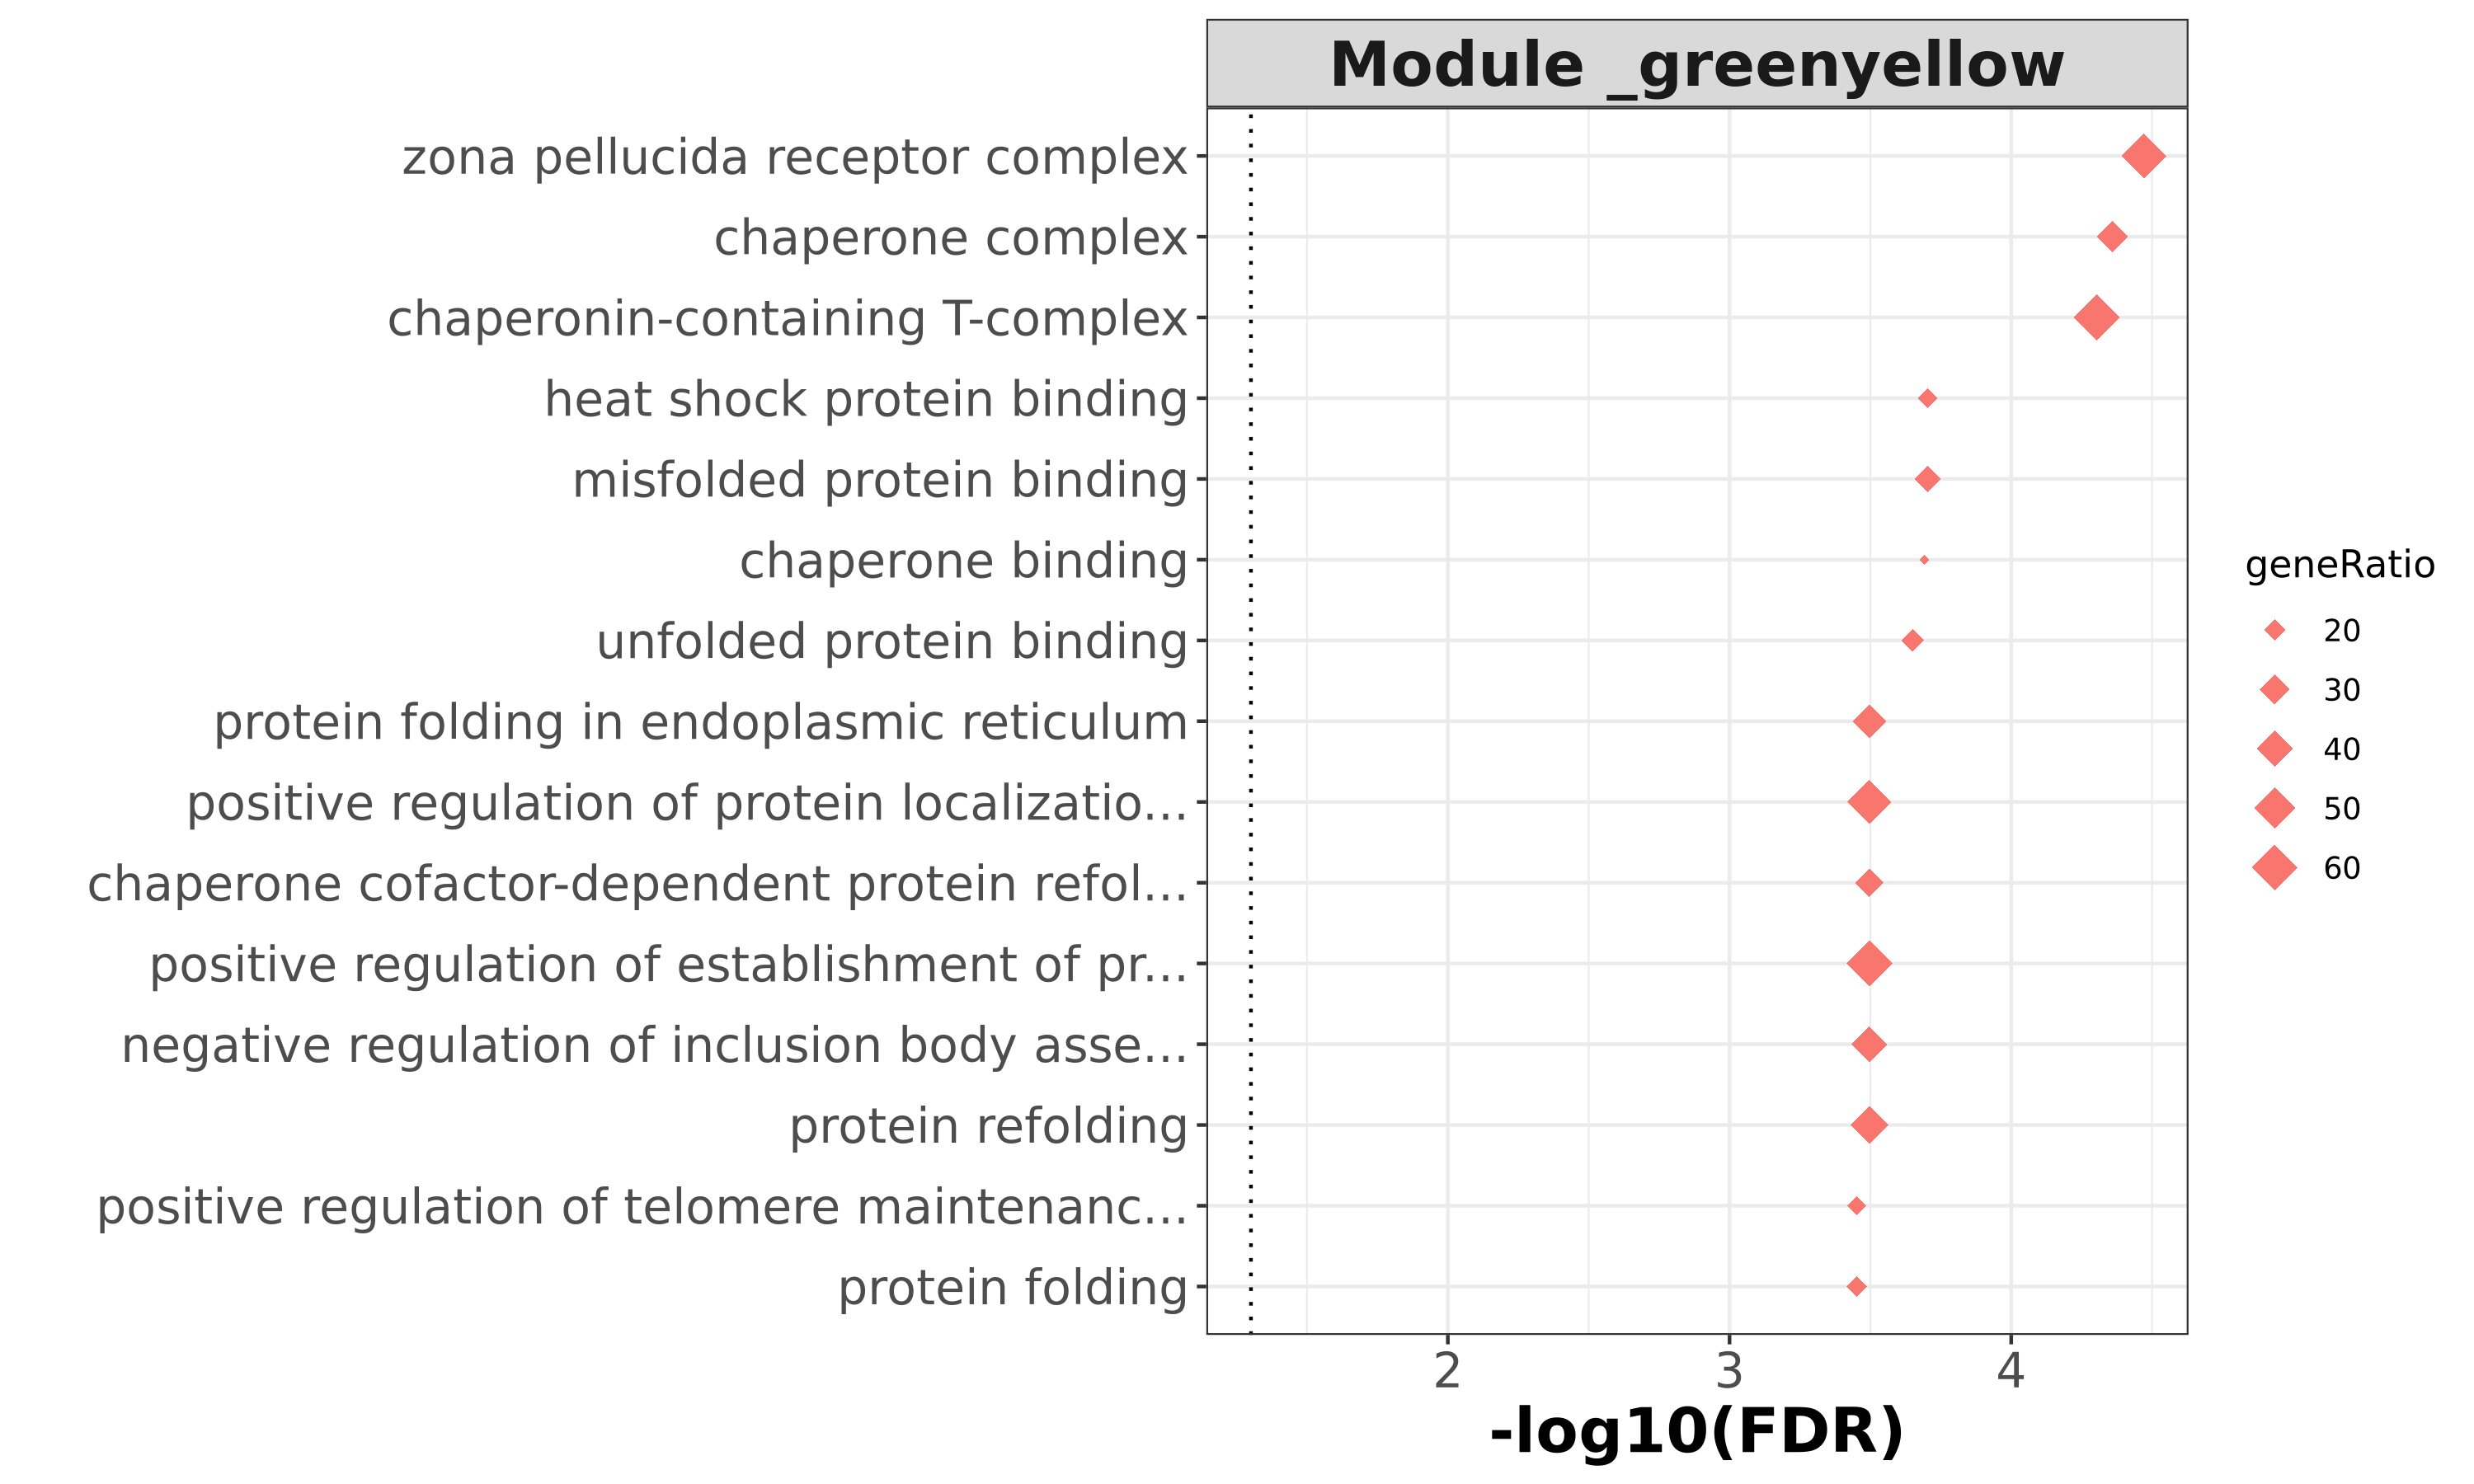 Module _greenyellow
zona pellucida receptor complex
chaperone complex
chaperonin-containing T-complex
heat shock protein binding
misfolded protein binding
chaperone binding
unfolded protein binding
protein folding in endoplasmic reticulum
positive regulation of protein localizatio...
chaperone cofactor-dependent protein refol...
positive regulation of establishment of pr...
negative regulation of inclusion body asse...
protein refolding
positive regulation of telomere maintenanc...
protein folding
2 3 4
-log10(FDR)
geneRatio
20
30
40
50
60